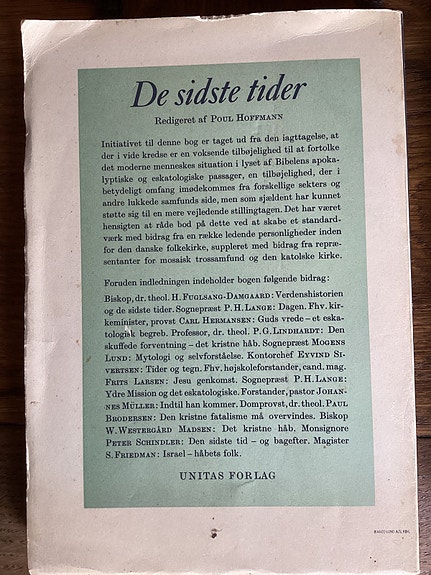 De sidste tider
Redigeret af POUL HOFFMANN
Initiativet til denne bog er taget ud fra den iagttagelse, at
der i vide kredse er en voksende tilbøjelighed til at fortolke
det moderne menneskes situation i lyset af Bibelens apoka-
lyptiske og eskatologiske passager, en tilbøjelighed, der i
betydeligt omfang imødekommes fra forskellige sekters og
andre lukkede samfunds side, men som sjældent har kunnet
støtte sig til en mere vejledende stillingtagen. Det har været
hensigten at råde bod på dette ved at skabe et standard-
værk med bidrag fra en række ledende personligheder inden
for den danske folkekirke, suppleret med bidrag fra repræ-
sentanter for mosaisk trossamfund og den katolske kirke.
Foruden indledningen indeholder bogen følgende bidrag:
Biskop, dr. theol. H. FUGLSANG-DAMGAARD: Verdenshistorien
og de sidste tider. Sognepræst P. H. LANGE: Dagen. Fhv. kir-
keminister, provst CARL HERMANSEN: Guds vrede – et eska-
tologisk begreb. Professor, dr. theol. P. G. LINDHARDT: Den
skuffede forventning – det kristne håb. Sognepræst MOGENS
LUND: Mytologi og selvforståelse. Kontorchef EYVIND SI-
VERTSEN: Tider og tegn. Fhv. højskoleforstander, cand. mag.
FRITS LARSEN: Jesu genkomst. Sognepræst P. H. LANGE:
Ydre Mission og det eskatologiske. Forstander, pastor JOHAN-
NES MÜLLER: Indtil han kommer. Domprovst, dr. theol. PAUL
BRODERSEN: Den kristne fatalisme må overvindes. Biskop
W. WESTERGÅRD MADSEN: Det kristne håb. Monsignore
PETER SCHINDLER: Den sidste tid – og bagefter. Magister
S. FRIEDMAN: Israel – håbets folk.
UNITAS FORLAG